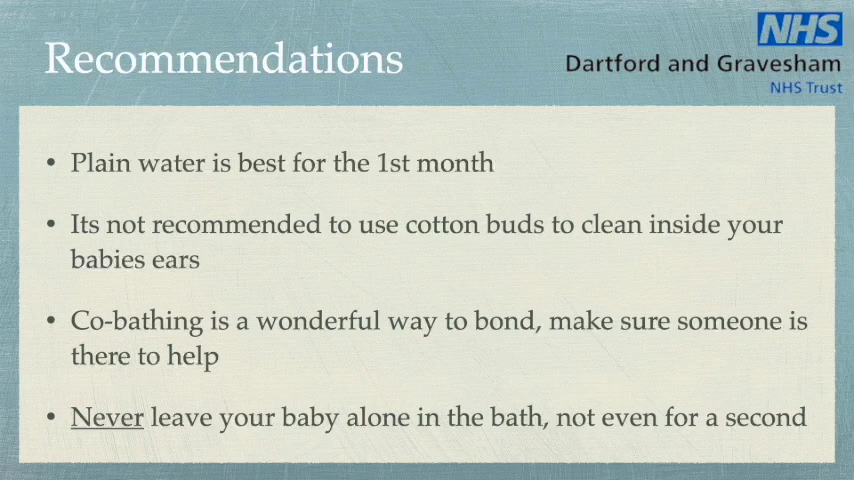 Recommendations
NHS
Dartford and Gravesham
NHS Trust
• Plain water is best for the 1st month
• Its not recommended to use cotton buds to clean inside your
babies ears
• Co-bathing is a wonderful way to bond, make sure someone is
there to help
• Never leave your baby alone in the bath, not even for a second